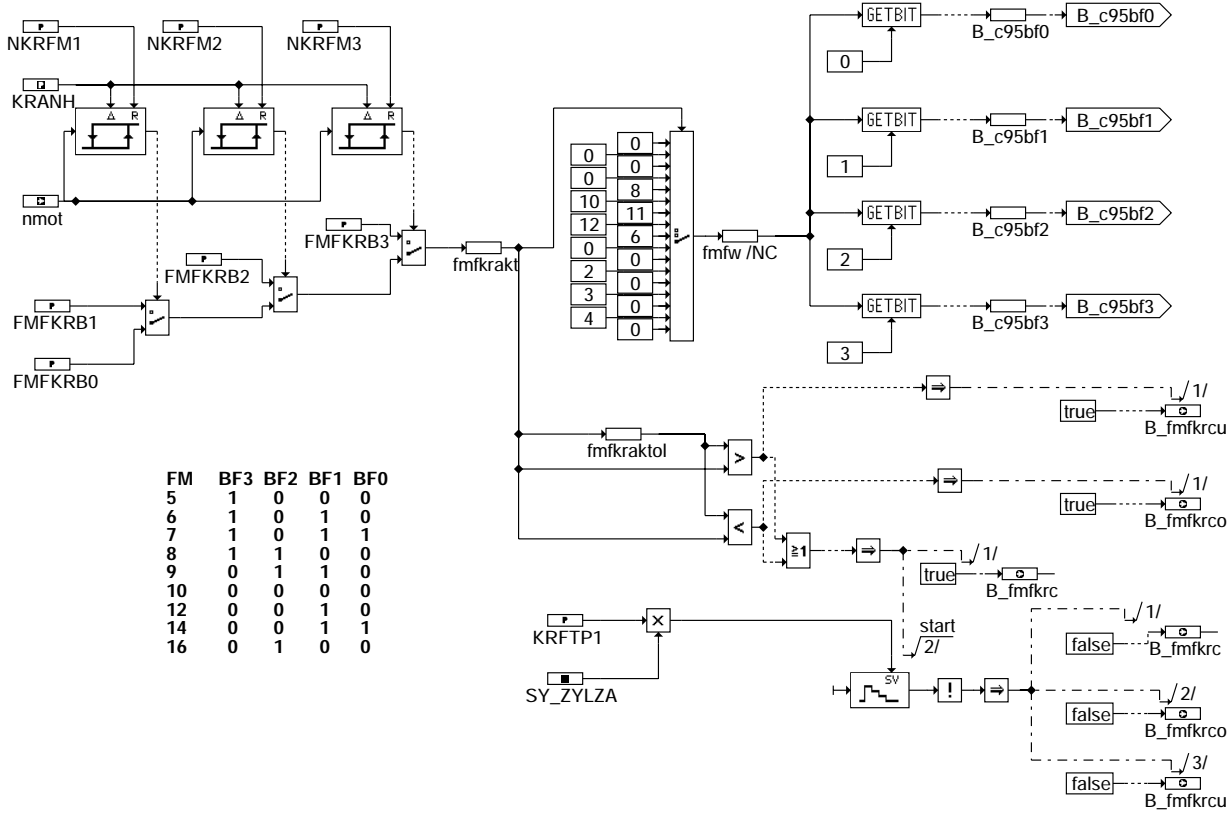 NKRFM1
NKRFM2
NKRFM3
KRANH
Δ R
Δ R
Δ R
nmot
FMFKRB3
FMFKRB2
FMFKRB1
FMFKRB0
fmfkrakt
0
0
0
0
8
10
11
12
6
0
0
2
0
3
0
4
0
fmfw /NC
GETBIT
0
B_c95bf0
B_c95bf0
GETBIT
1
B_c95bf1
B_c95bf1
GETBIT
2
B_c95bf2
B_c95bf2
GETBIT
3
B_c95bf3
B_c95bf3
fmfkraktol
>
<
≧1
⇒
/1/
true
B_fmfkrcu
⇒
/1/
true
B_fmfkrco
⇒
/1/
true
B_fmfkrc
start
2/
FM BF3 BF2 BF1 BF0
5 1 0 0 0
6 1 0 1 0
7 1 0 1 1
8 1 1 0 0
9 0 1 1 0
10 0 0 0 0
12 0 0 1 0
14 0 0 1 1
16 0 1 0 0
KRFTP1
×
SY_ZYLZA
SV
!
⇒
/1/
false
B_fmfkrc
/2/
false
B_fmfkrco
/3/
false
B_fmfkrcu